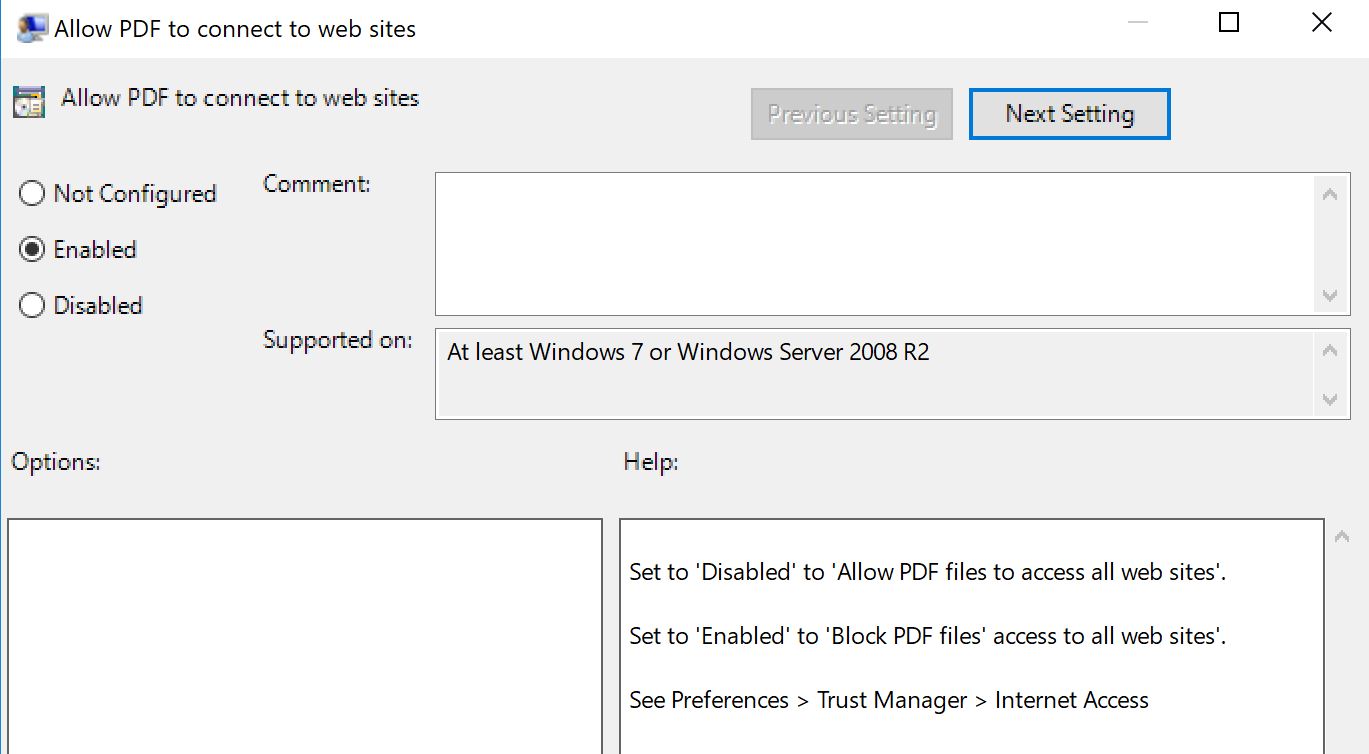 Allow PDF to connect to web sites
Allow PDF to connect to web sites
Previous Setting
Next Setting
Not Configured
Comment:
Enabled
Disabled
Supported on:
At least Windows 7 or Windows Server 2008 R2
Options:
Help:
Set to 'Disabled' to 'Allow PDF files to access all web sites'.
Set to 'Enabled' to 'Block PDF files' access to all web sites'.
See Preferences > Trust Manager > Internet Access